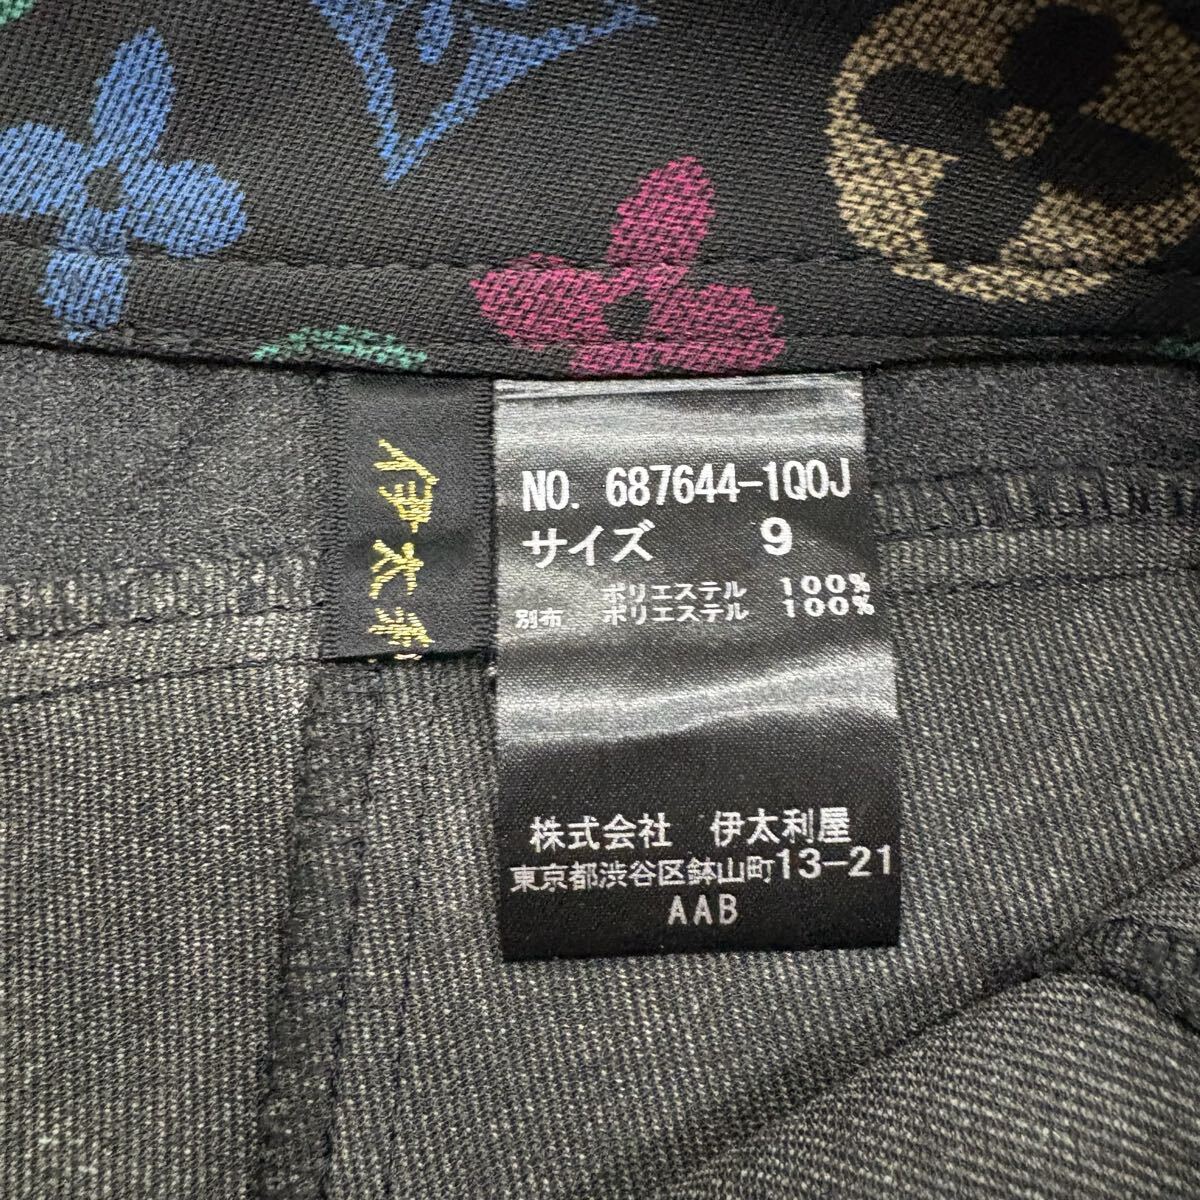 伊太利
NO. 687644-1Q0J
サイズ 9
ポリエステル 100%
別布 ポリエステル 100%
株式会社 伊太利屋
東京都渋谷区鉢山町13-21
AAB